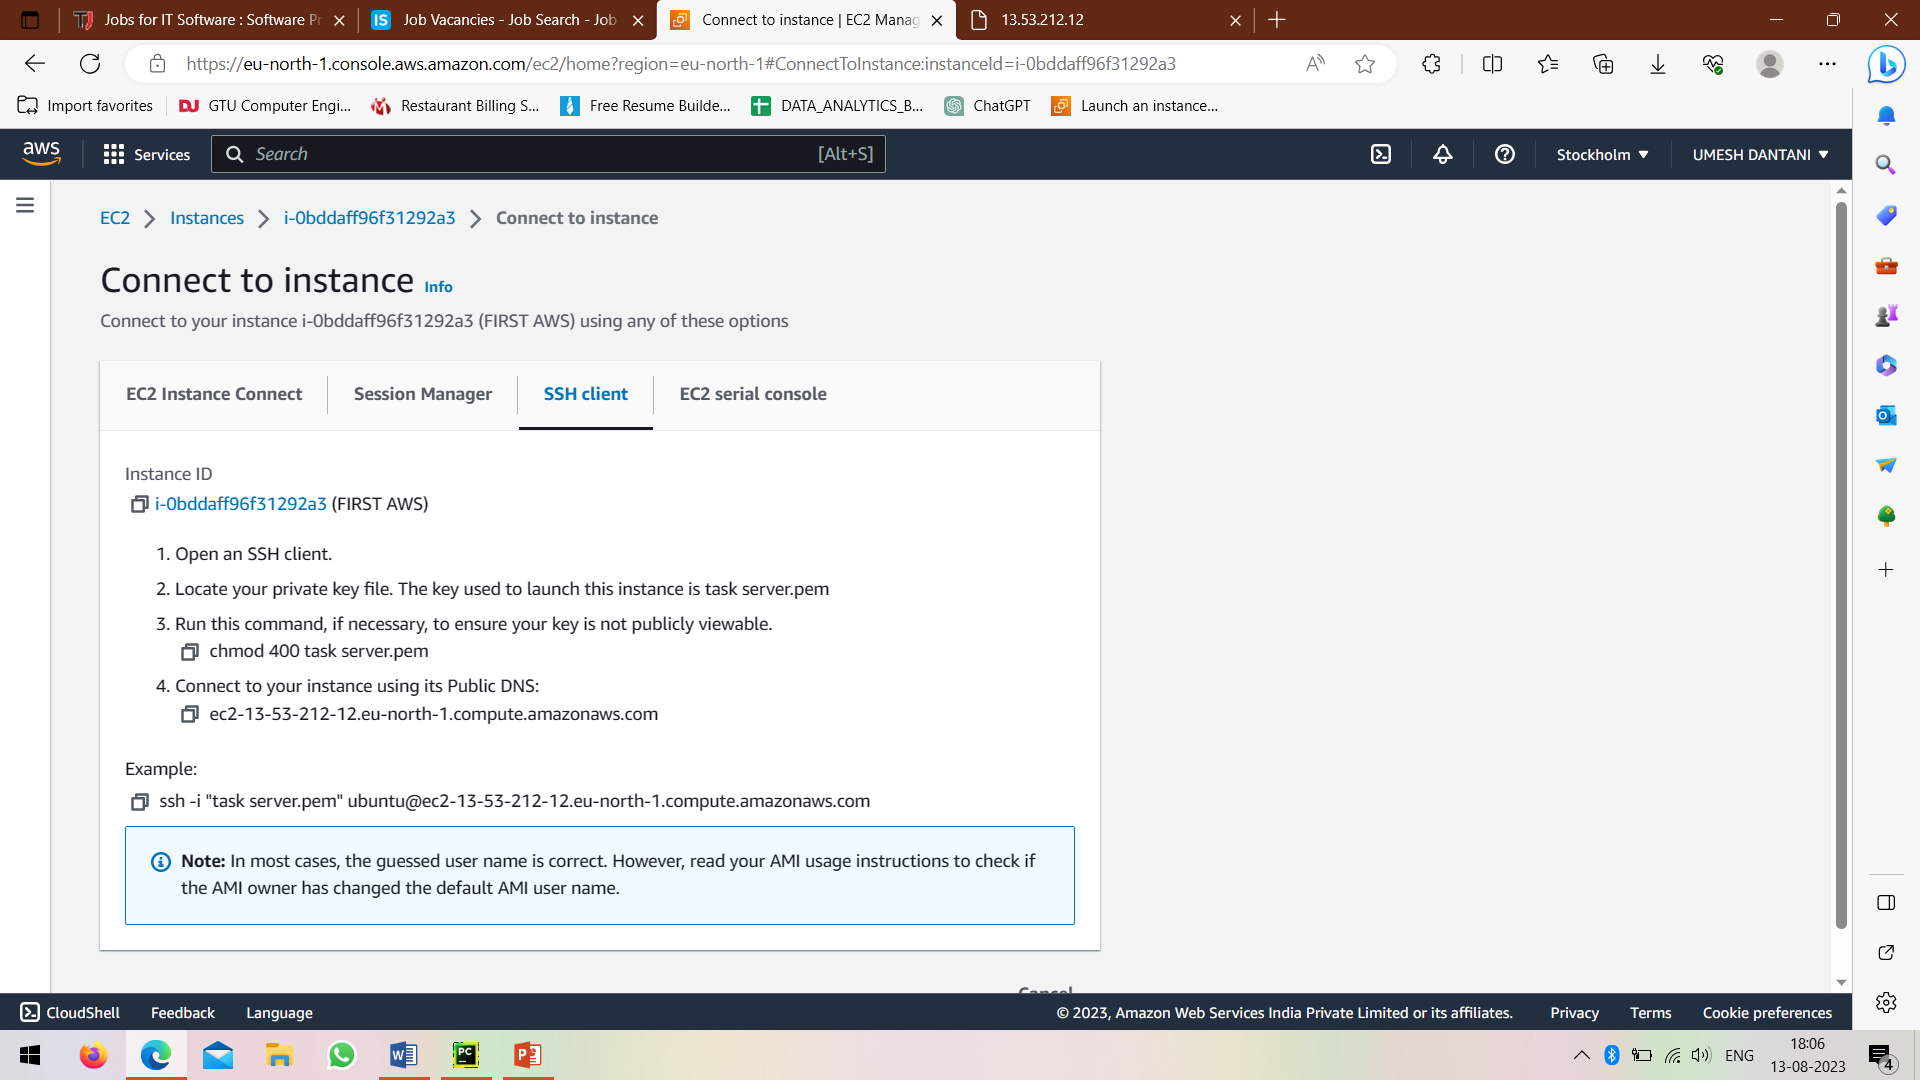 Jobs for IT Software : Software Pr
Job Vacancies - Job Search - Job
Connect to instance | EC2 Manag
13.53.212.12
https://eu-north-1.console.aws.amazon.com/ec2/home?region=eu-north-1#ConnectToInstance:instanceId=i-0bddaff96f31292a3
Import favorites
DU GTU Computer Engi...
Restaurant Billing S...
Free Resume Builde...
DATA_ANALYTICS_B...
ChatGPT
Launch an instance...
aws
Services
Search
[Alt+S]
Stockholm
UMESH DANTANI
EC2
Instances
i-0bddaff96f31292a3
Connect to instance
Connect to instance Info
Connect to your instance i-0bddaff96f31292a3 (FIRST AWS) using any of these options
EC2 Instance Connect
Session Manager
SSH client
EC2 serial console
Instance ID
i-0bddaff96f31292a3 (FIRST AWS)
1. Open an SSH client.
2. Locate your private key file. The key used to launch this instance is task server.pem
3. Run this command, if necessary, to ensure your key is not publicly viewable.
chmod 400 task server.pem
4. Connect to your instance using its Public DNS:
ec2-13-53-212-12.eu-north-1.compute.amazonaws.com
Example:
ssh -i "task server.pem" ubuntu@ec2-13-53-212-12.eu-north-1.compute.amazonaws.com
Note: In most cases, the guessed user name is correct. However, read your AMI usage instructions to check if
the AMI owner has changed the default AMI user name.
Cancel
CloudShell
Feedback
Language
© 2023, Amazon Web Services India Private Limited or its affiliates.
Privacy
Terms
Cookie preferences
ENG
18:06
13-08-2023
4